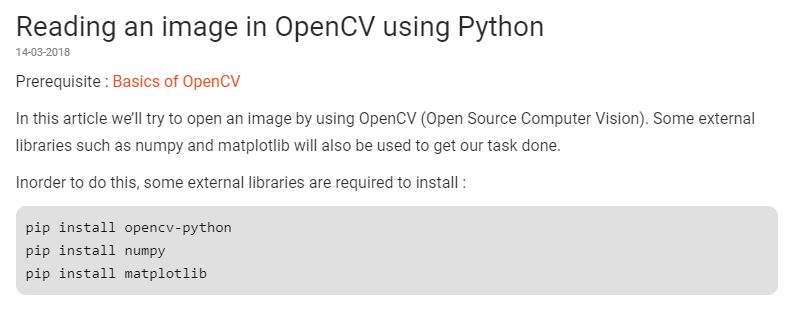 Reading an image in OpenCV using Python
14-03-2018
Prerequisite : Basics of OpenCV
In this article we'll try to open an image by using OpenCV (Open Source Computer Vision). Some external
libraries such as numpy and matplotlib will also be used to get our task done.
Inorder to do this, some external libraries are required to install :
pip install opencv-python
pip install numpy
pip install matplotlib